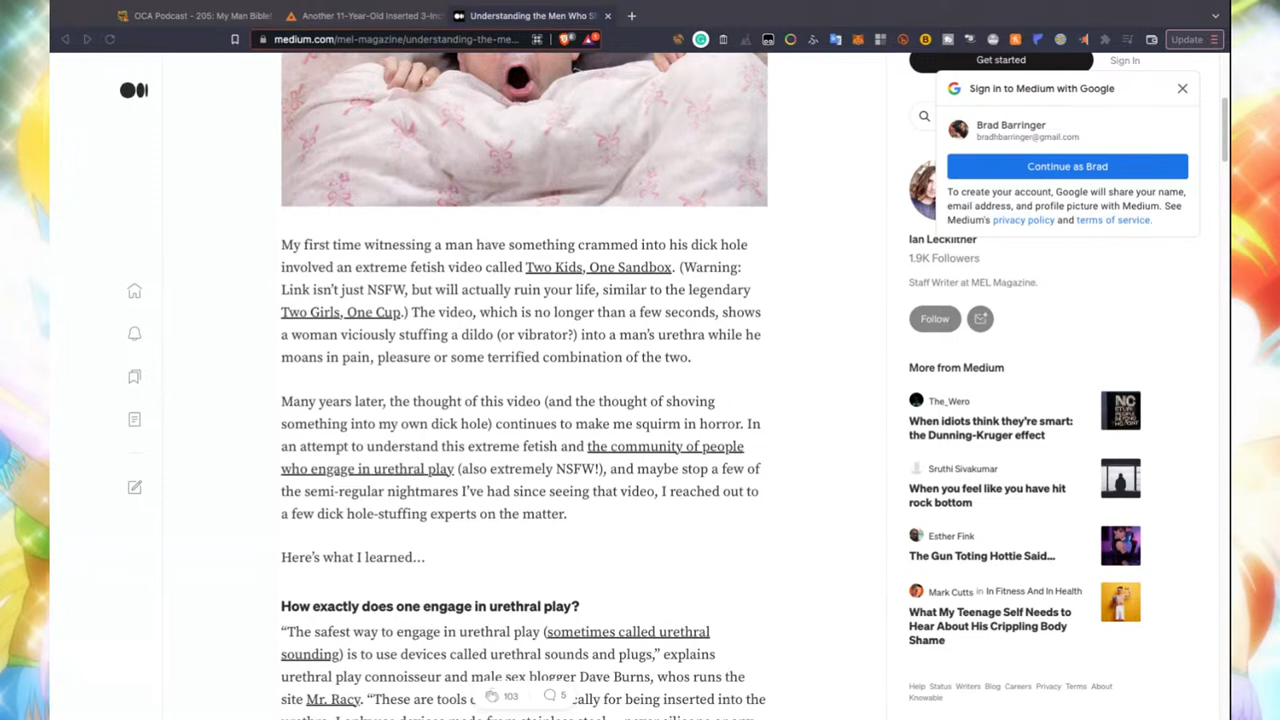 OCA Podcast - 205: My Man Bible!
Another 11-Year-Old Inserted 3-Inc
Understanding the Men Who S
medium.com/mel-magazine/understanding-the-me...
Update
Get started
Sign In
Sign in to Medium with Google
Brad Barringer
bradhbarringer@gmail.com
Continue as Brad
To create your account, Google will share your name,
email address, and profile picture with Medium. See
Medium's privacy policy and terms of service.
Ian Lecklitner
1.9K Followers
Staff Writer at MEL Magazine.
Follow
My first time witnessing a man have something crammed into his dick hole
involved an extreme fetish video called Two Kids, One Sandbox. (Warning:
Link isn't just NSFW, but will actually ruin your life, similar to the legendary
Two Girls, One Cup.) The video, which is no longer than a few seconds, shows
a woman viciously stuffing a dildo (or vibrator?) into a man's urethra while he
moans in pain, pleasure or some terrified combination of the two.
Many years later, the thought of this video (and the thought of shoving
something into my own dick hole) continues to make me squirm in horror. In
an attempt to understand this extreme fetish and the community of people
who engage in urethral play (also extremely NSFW!), and maybe stop a few of
the semi-regular nightmares I've had since seeing that video, I reached out to
a few dick hole-stuffing experts on the matter.
Here's what I learned...
How exactly does one engage in urethral play?
"The safest way to engage in urethral play (sometimes called urethral
sounding) is to use devices called urethral sounds and plugs," explains
urethral play connoisseur and male sex blogger Dave Burns, whos runs the
site Mr. Racy. "These are tools cally for being inserted into the
103
5
More from Medium
The_Wero
When idiots think they're smart:
the Dunning-Kruger effect
Sruthi Sivakumar
When you feel like you have hit
rock bottom
Esther Fink
The Gun Toting Hottie Said...
Mark Cutts in In Fitness And In Health
What My Teenage Self Needs to
Hear About His Crippling Body
Shame
Help Status Writers Blog Careers Privacy Terms About
Knowable